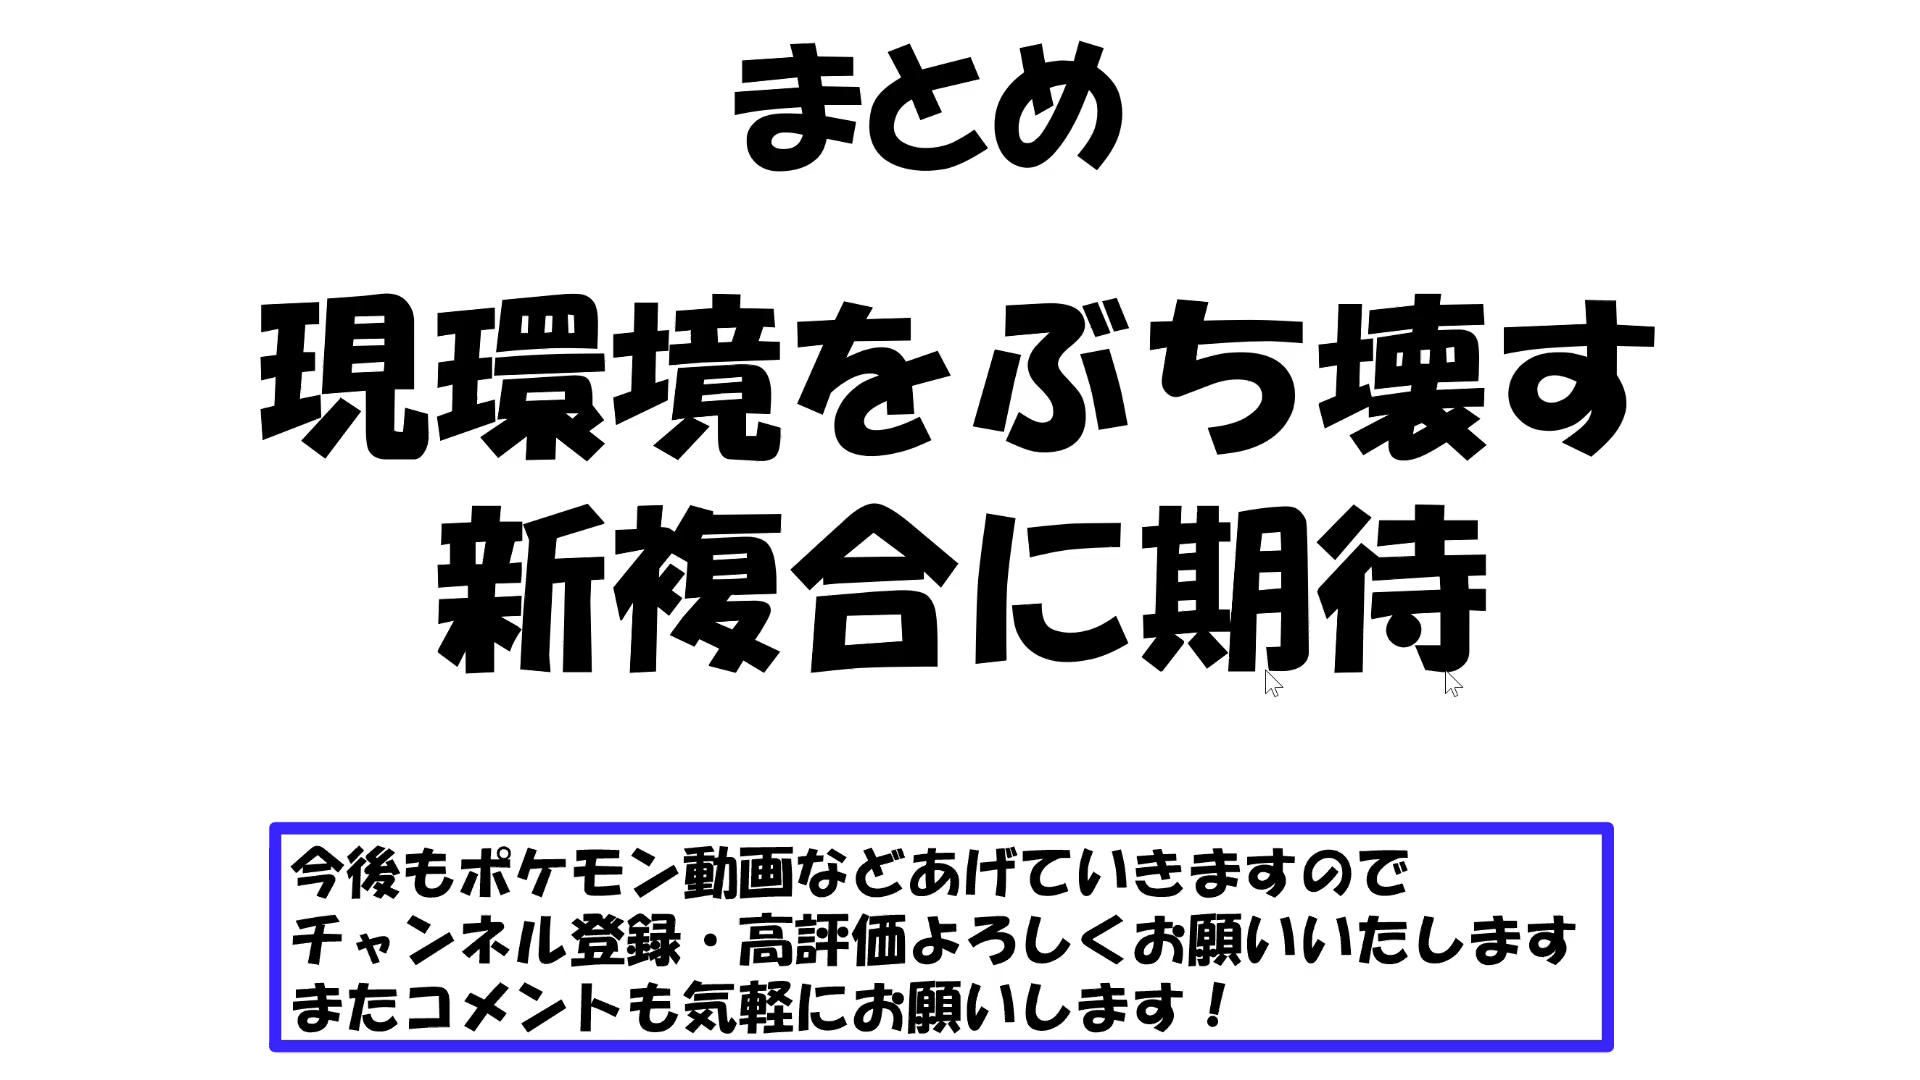 まとめ
現環境をぶち壊す
新複合に期待
今後もポケモン動画などあげていきますので
チャンネル登録・高評価よろしくお願いいたします
またコメントも気軽にお願いします！